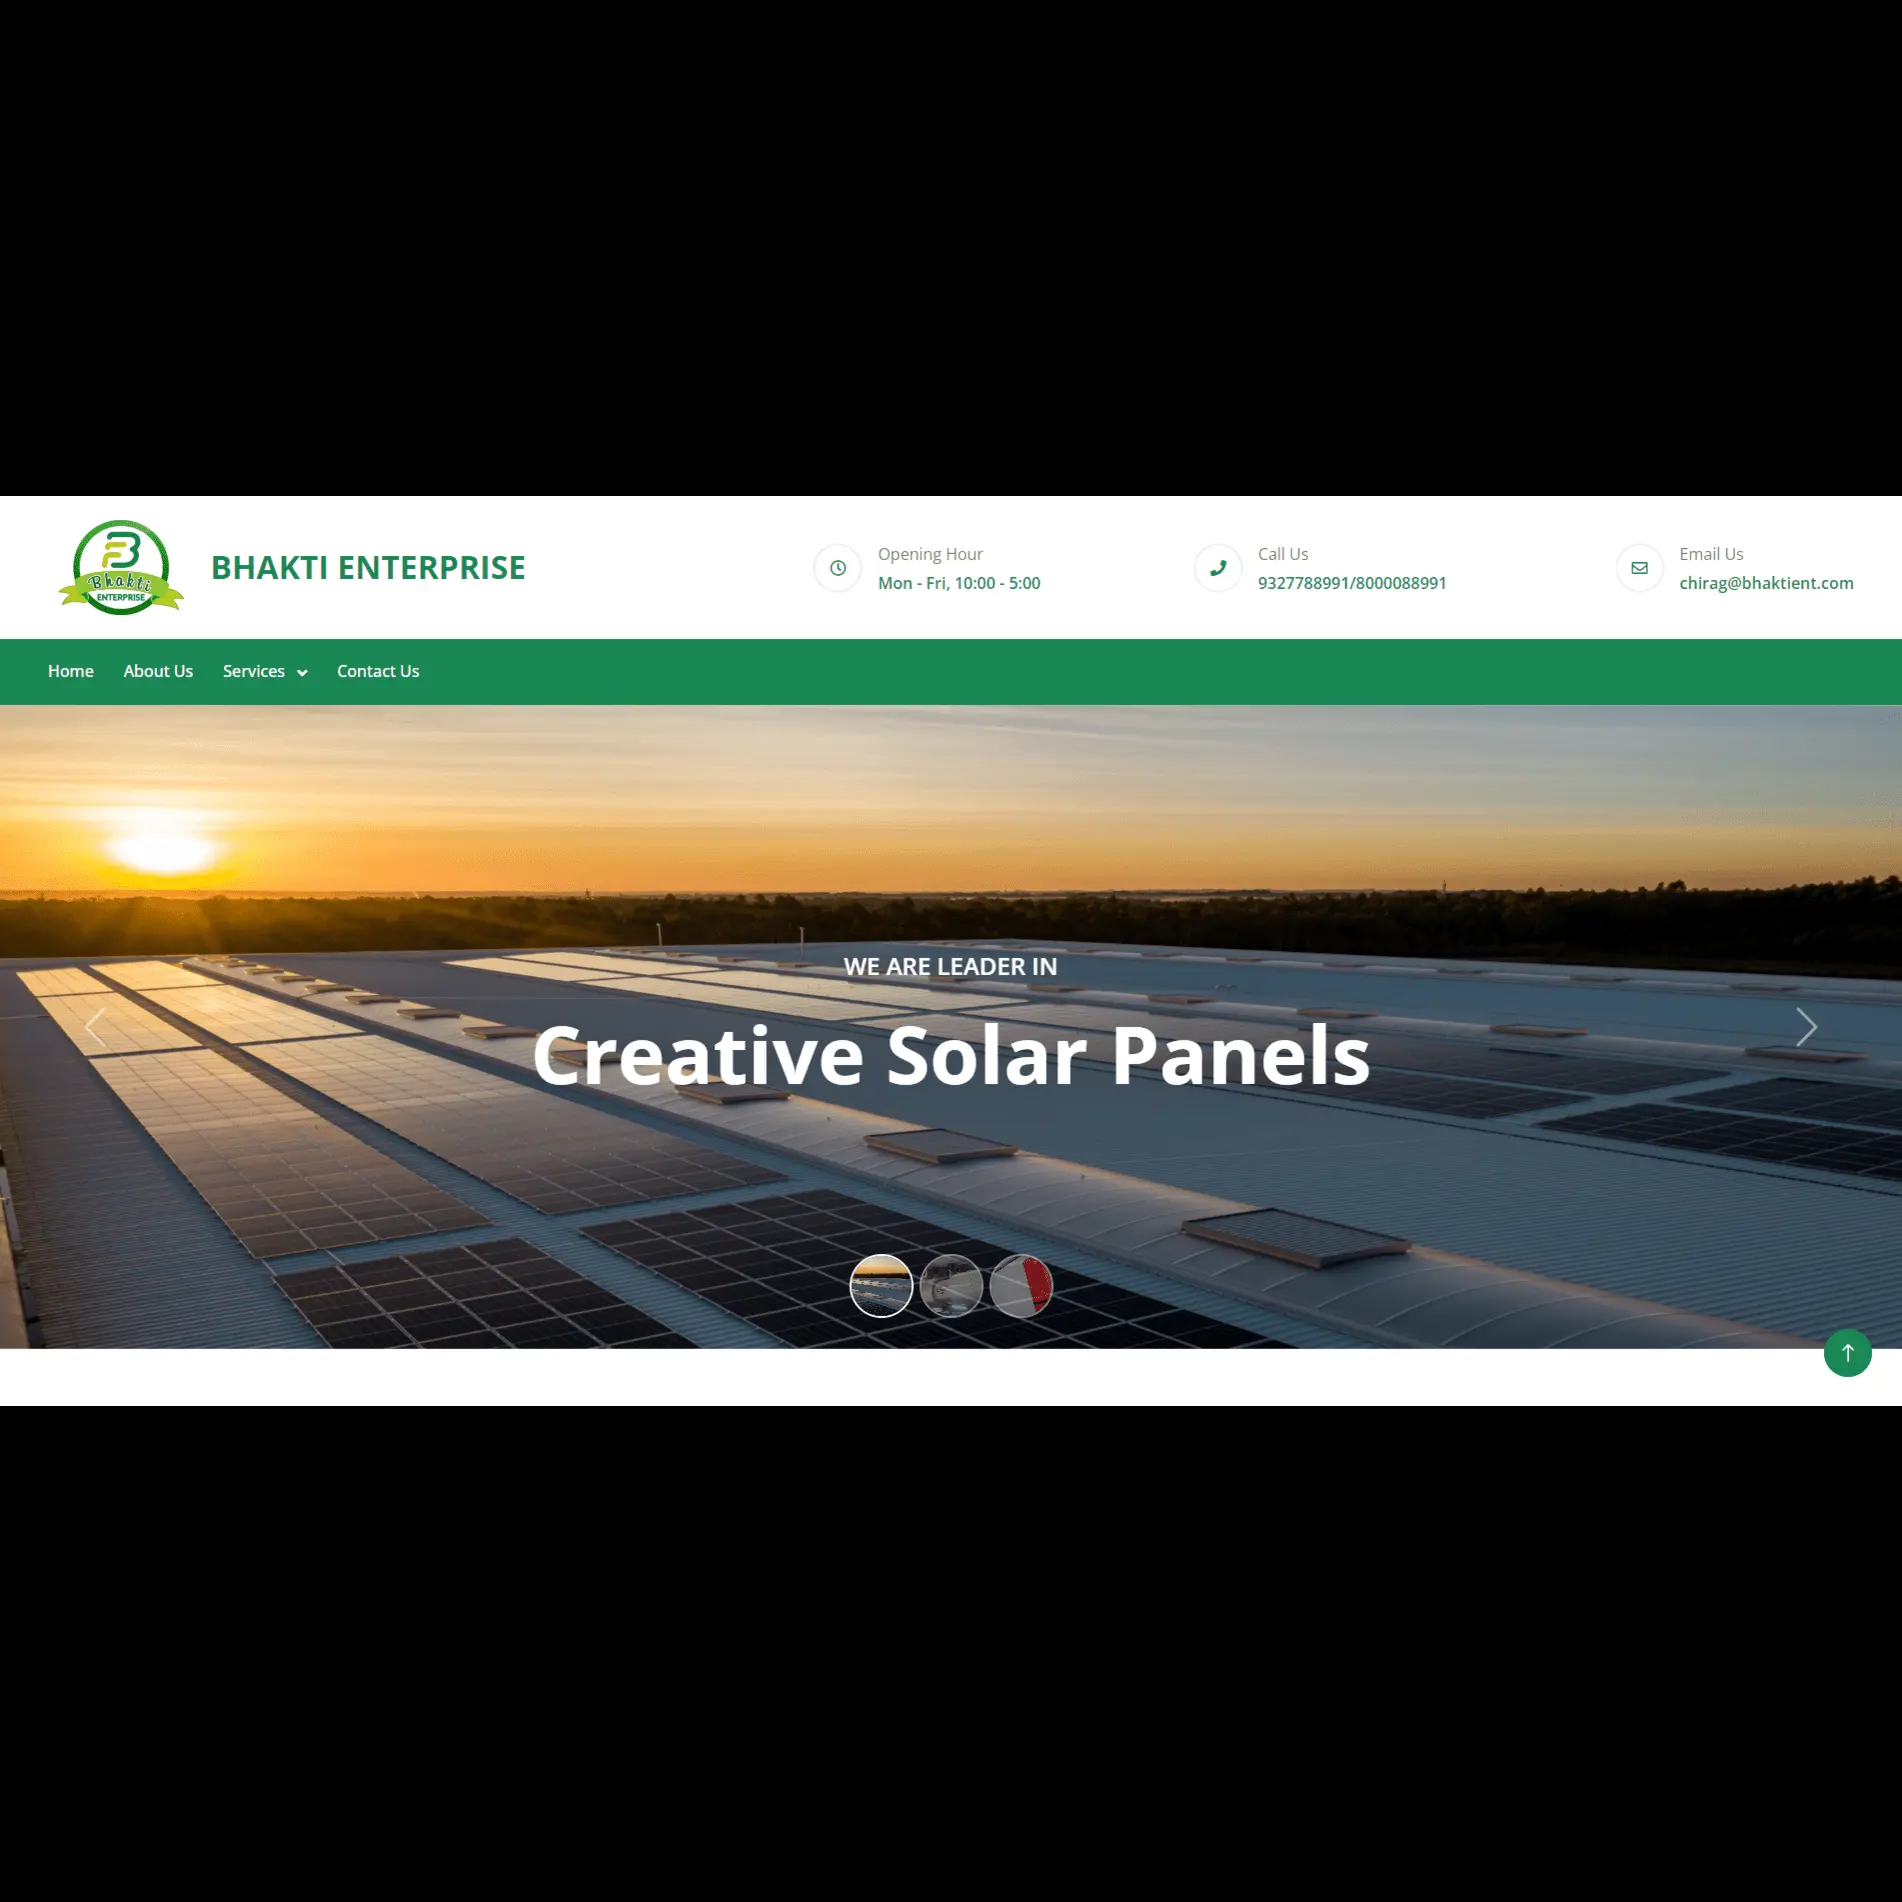 Bhakti
ENTERPRISE
BHAKTI ENTERPRISE
Opening Hour
Mon - Fri, 10:00 - 5:00
Call Us
9327788991/8000088991
Email Us
chirag@bhaktient.com
Home About Us Services Contact Us
WE ARE LEADER IN
Creative Solar Panels